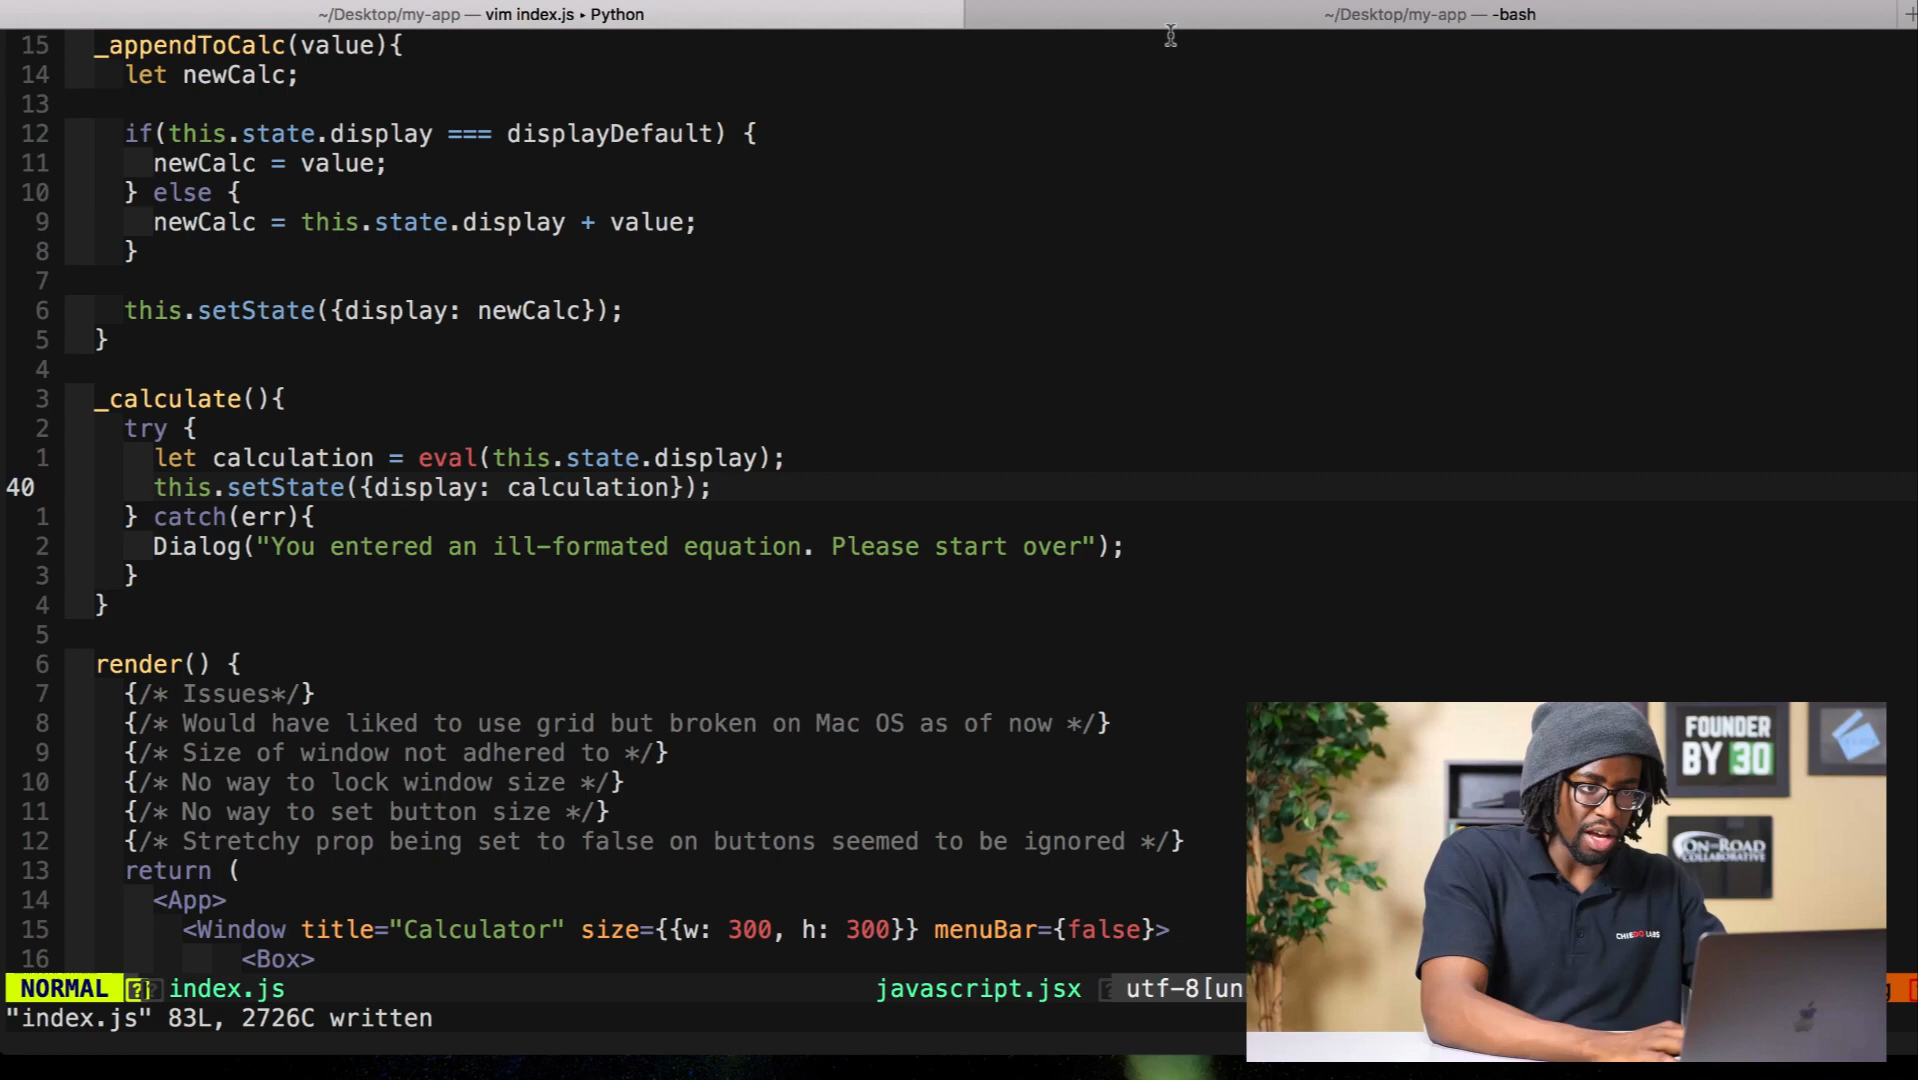 ~/Desktop/my-app — vim index.js ▸ Python
~/Desktop/my-app — -bash
15 _appendToCalc(value){
14 let newCalc;
13
12 if(this.state.display === displayDefault) {
11 newCalc = value;
10 } else {
9 newCalc = this.state.display + value;
8 }
7
6 this.setState({display: newCalc});
5 }
4
3 _calculate(){
2 try {
1 let calculation = eval(this.state.display);
40 this.setState({display: calculation});
1 } catch(err){
2 Dialog("You entered an ill-formated equation. Please start over");
3 }
4 }
5
6 render() {
7 {/* Issues*/}
8 {/* Would have liked to use grid but broken on Mac OS as of now */}
9 {/* Size of window not adhered to */}
10 {/* No way to lock window size */}
11 {/* No way to set button size */}
12 {/* Stretchy prop being set to false on buttons seemed to be ignored */}
13 return (
14 <App>
15 <Window title="Calculator" size={{w: 300, h: 300}} menuBar={false}>
16 <Box>
NORMAL index.js javascript.jsx utf-8[un
"index.js" 83L, 2726C written
FOUNDER
BY 30
ON THE ROAD
COLLABORATIVE
CHIEDO LABS